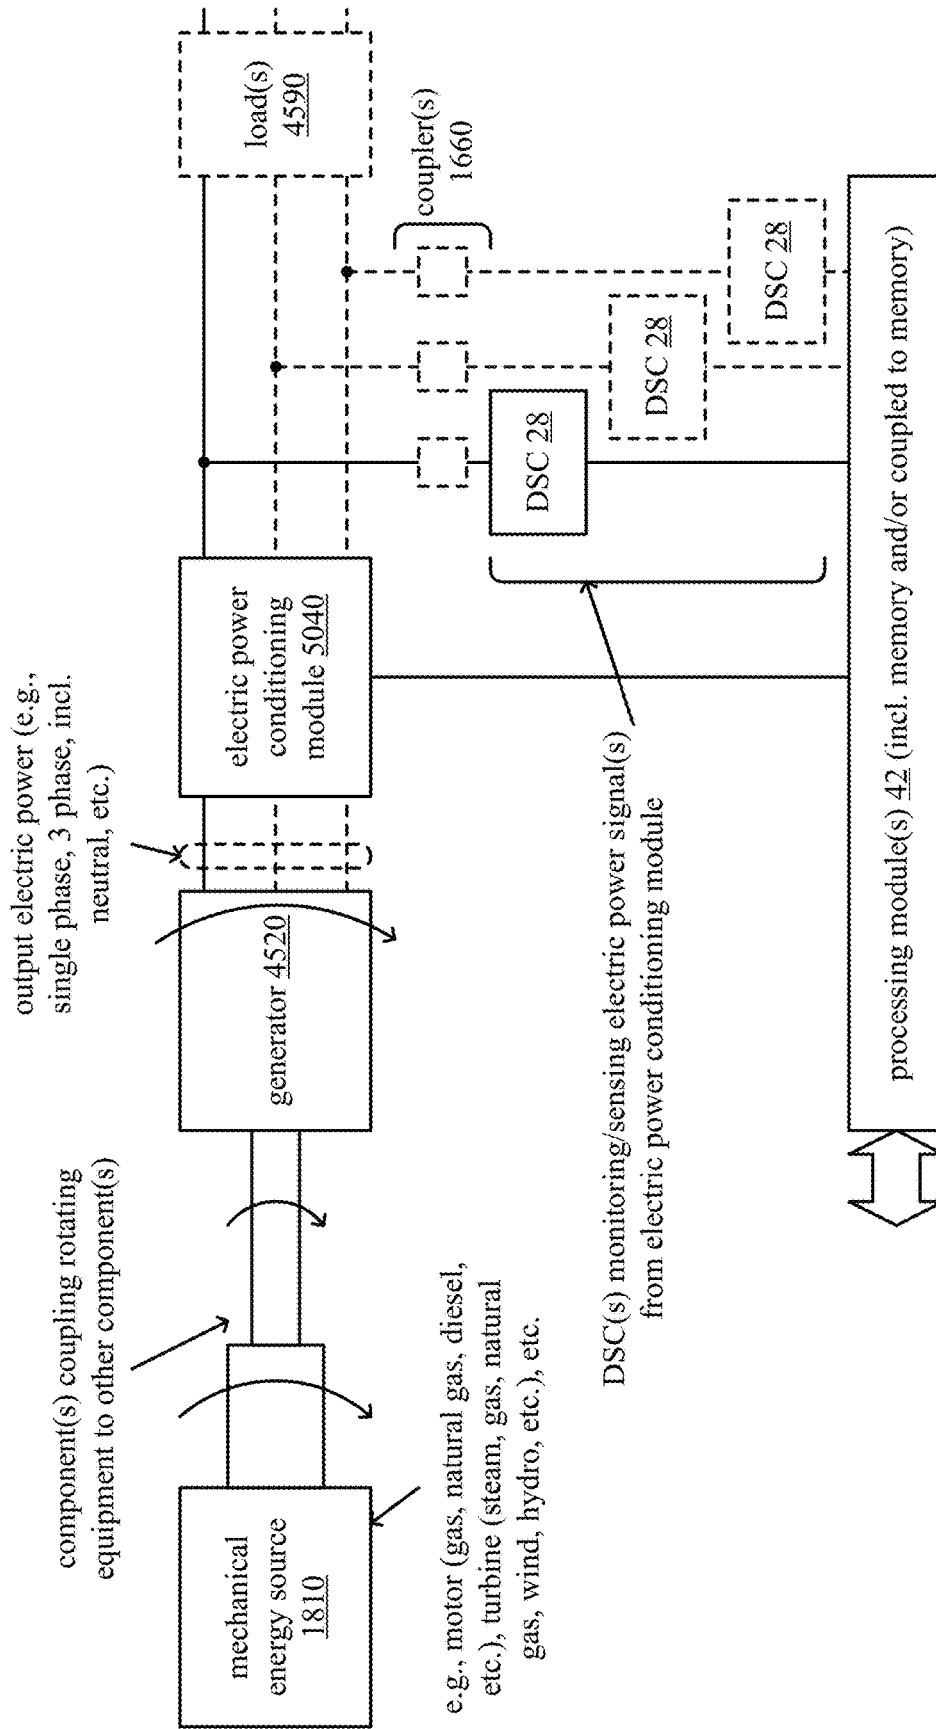 component(s) coupling rotating
equipment to other component(s)
output electric power (e.g.,
single phase, 3 phase, incl.
neutral, etc.)
mechanical
energy source
1810
generator 4520
electric power
conditioning
module 5040
load(s)
4590
coupler(s)
1660
e.g., motor (gas, natural gas, diesel,
etc.), turbine (steam, gas, natural
gas, wind, hydro, etc.), etc.
DSC 28
DSC 28
DSC 28
DSC(s) monitoring/sensing electric power signal(s)
from electric power conditioning module
processing module(s) 42 (incl. memory and/or coupled to memory)